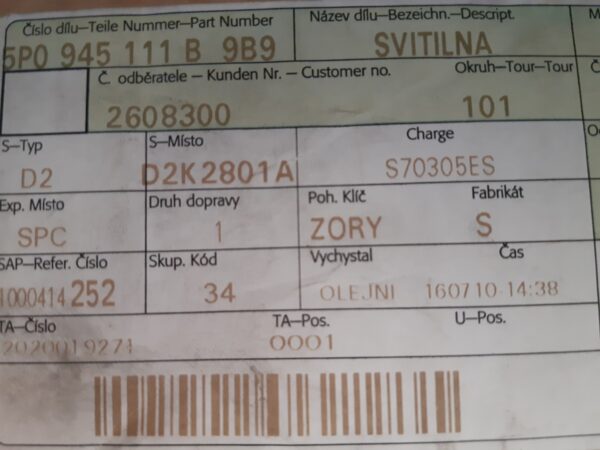 Číslo dílu—Teile Nummer—Part Number
Název dílu—Bezeichn.—Descript.
5P0 945 111 B 9B9
SVITILNA
Č. odběratele — Kunden Nr. — Customer no.
Okruh—Tour—Tour
2608300
101
S—Typ
S—Místo
Charge
D2
D2K2801A
S70305ES
Exp. Místo
Druh dopravy
Poh. Klíč
Fabrikát
SPC
1
ZORY
S
SAP—Refer. Číslo
Skup. Kód
Vychystal
Čas
1000414 252
34
OLEJNI
160710 14:38
TA—Číslo
TA—Pos.
U—Pos.
2020019271
0001